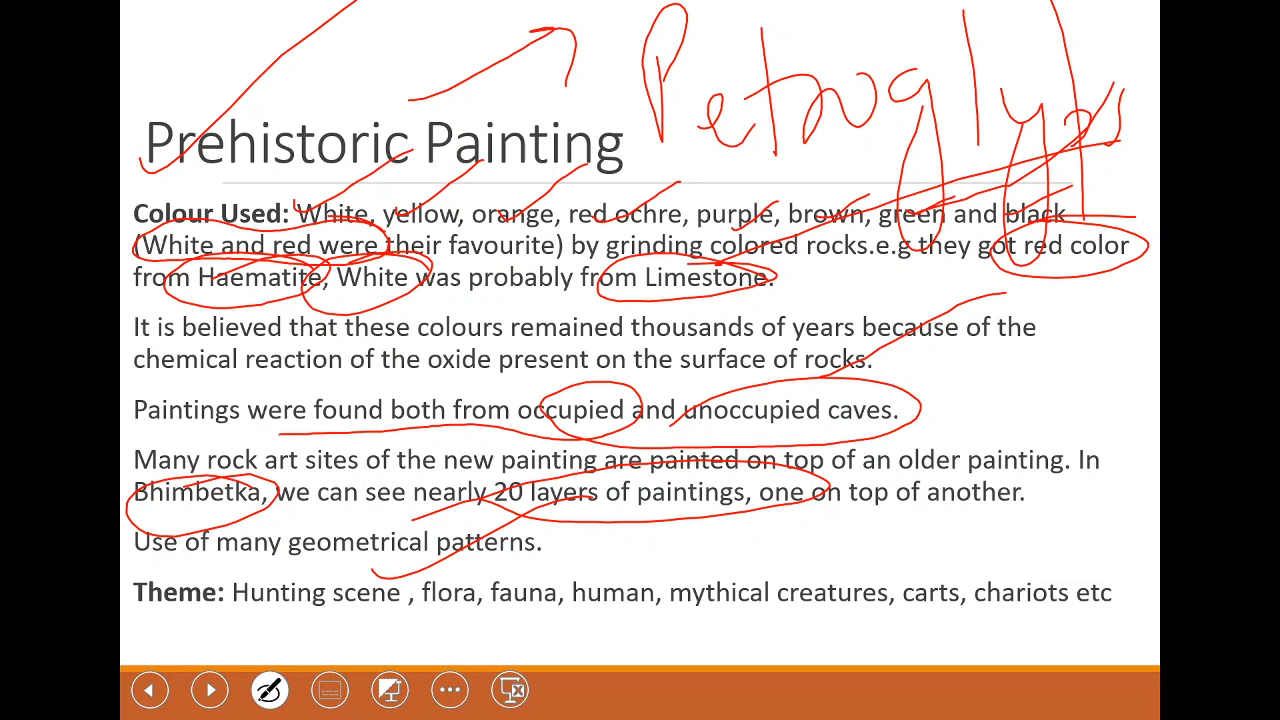 Petroglyphs
Prehistoric Painting
Colour Used: White, yellow, orange, red ochre, purple, brown, green and black
(White and red were their favourite) by grinding colored rocks.e.g they got red color
from Haematite, White was probably from Limestone.
It is believed that these colours remained thousands of years because of the
chemical reaction of the oxide present on the surface of rocks.
Paintings were found both from occupied and unoccupied caves.
Many rock art sites of the new painting are painted on top of an older painting. In
Bhimbetka, we can see nearly 20 layers of paintings, one on top of another.
Use of many geometrical patterns.
Theme: Hunting scene , flora, fauna, human, mythical creatures, carts, chariots etc